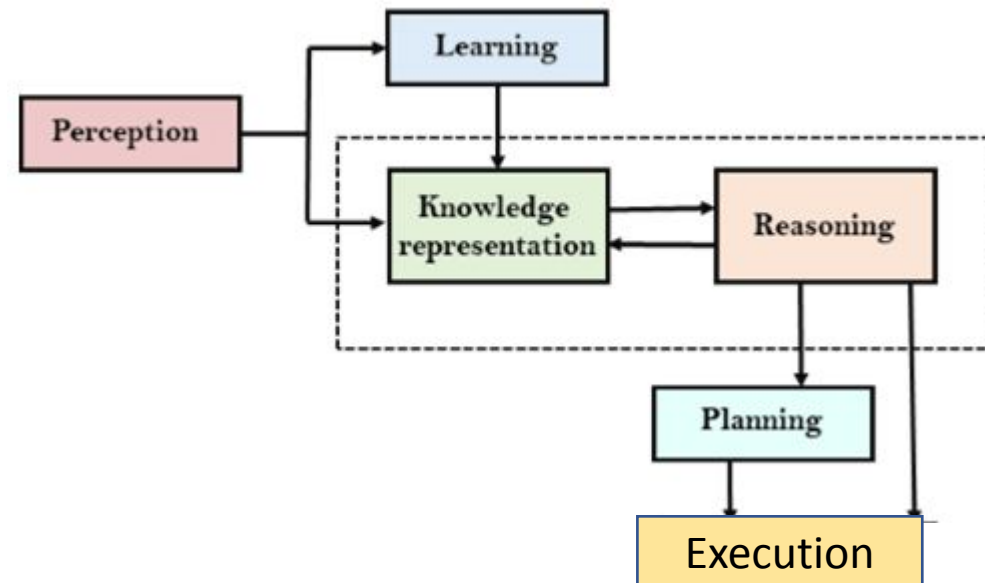 Learning
Perception
Knowledge
representation
Reasoning
Planning
Execution